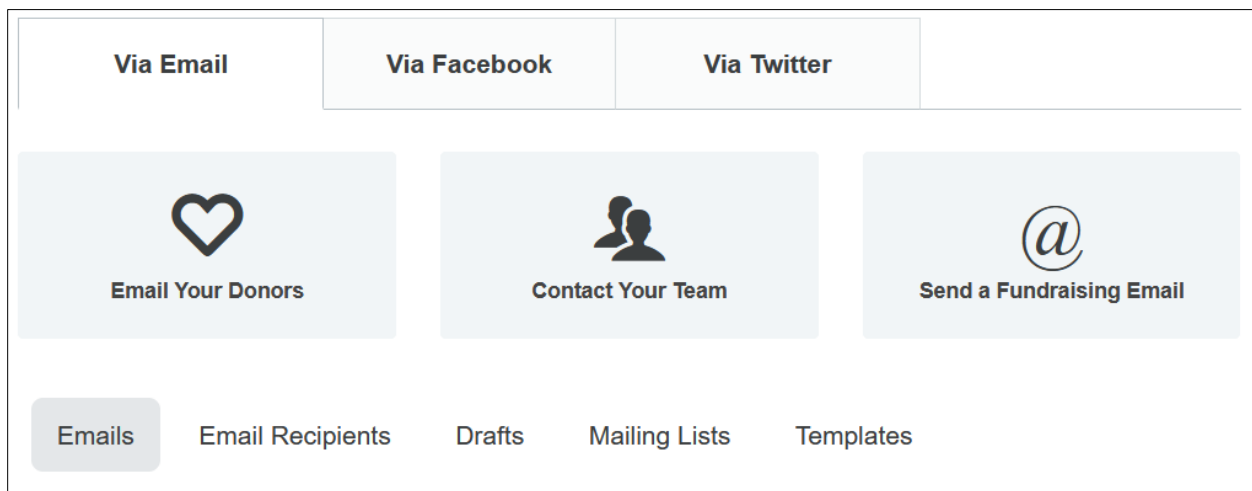 Via Email Via Facebook Via Twitter
@
Email Your Donors Contact Your Team Send a Fundraising Email
Emails Email Recipients Drafts Mailing Lists Templates